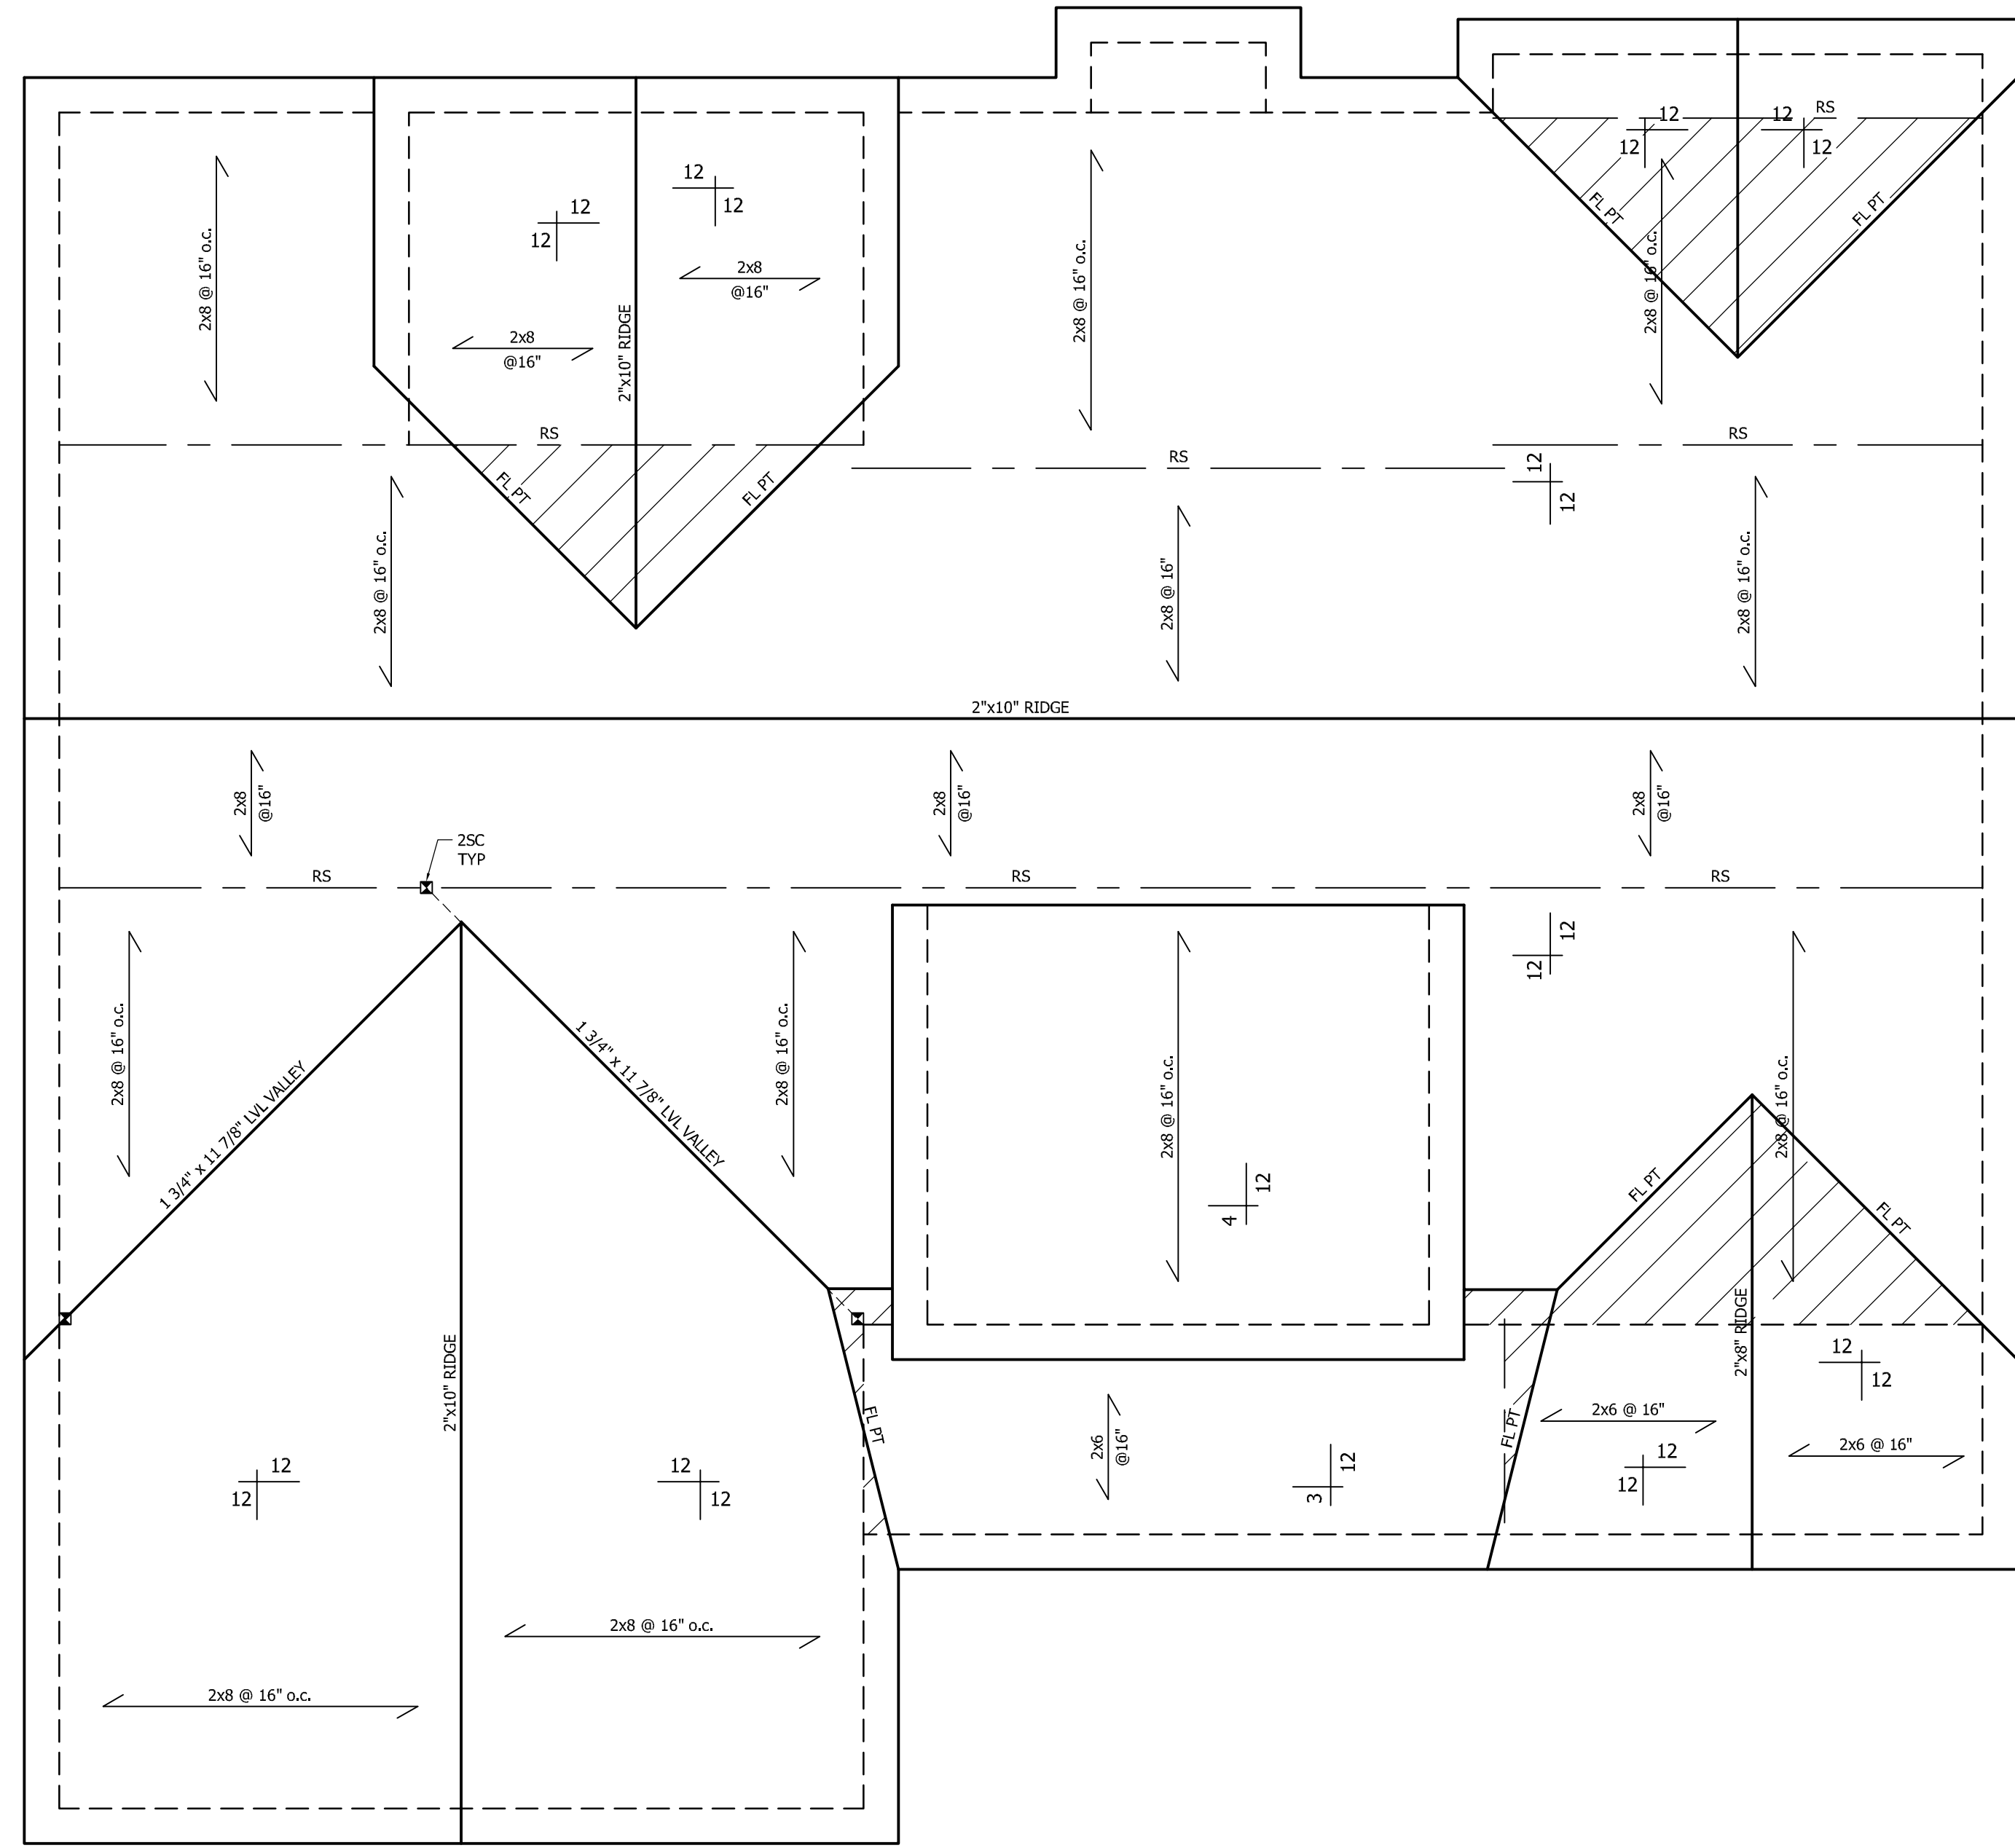 12
12
RS
12
12
12
12
12
12
FL PT
FL PT
2x8 @ 16" o.c.
2x8 @ 16" o.c.
2x8 @ 16" o.c.
2x8
@16"
2x8
@16"
2"x10" RIDGE
RS
RS
RS
12
12
FL PT
FL PT
2x8 @ 16" o.c.
2x8 @ 16"
2x8 @ 16" o.c.
2"x10" RIDGE
2x8
@16"
2x8
@16"
2x8
@16"
2SC
TYP
RS
RS
RS
12
12
2x8 @ 16" o.c.
2x8 @ 16" o.c.
2x8 @ 16" o.c.
2x8 @ 16" o.c.
1 3/4" x 11 7/8" LVL VALLEY
1 3/4" x 11 7/8" LVL VALLEY
12
4
FL PT
FL PT
2"x10" RIDGE
2"x8" RIDGE
12
12
FL PT
FL PT
2x6 @ 16"
2x6 @ 16"
2x6
@16"
12
3
12
12
12
12
12
12
2x8 @ 16" o.c.
2x8 @ 16" o.c.